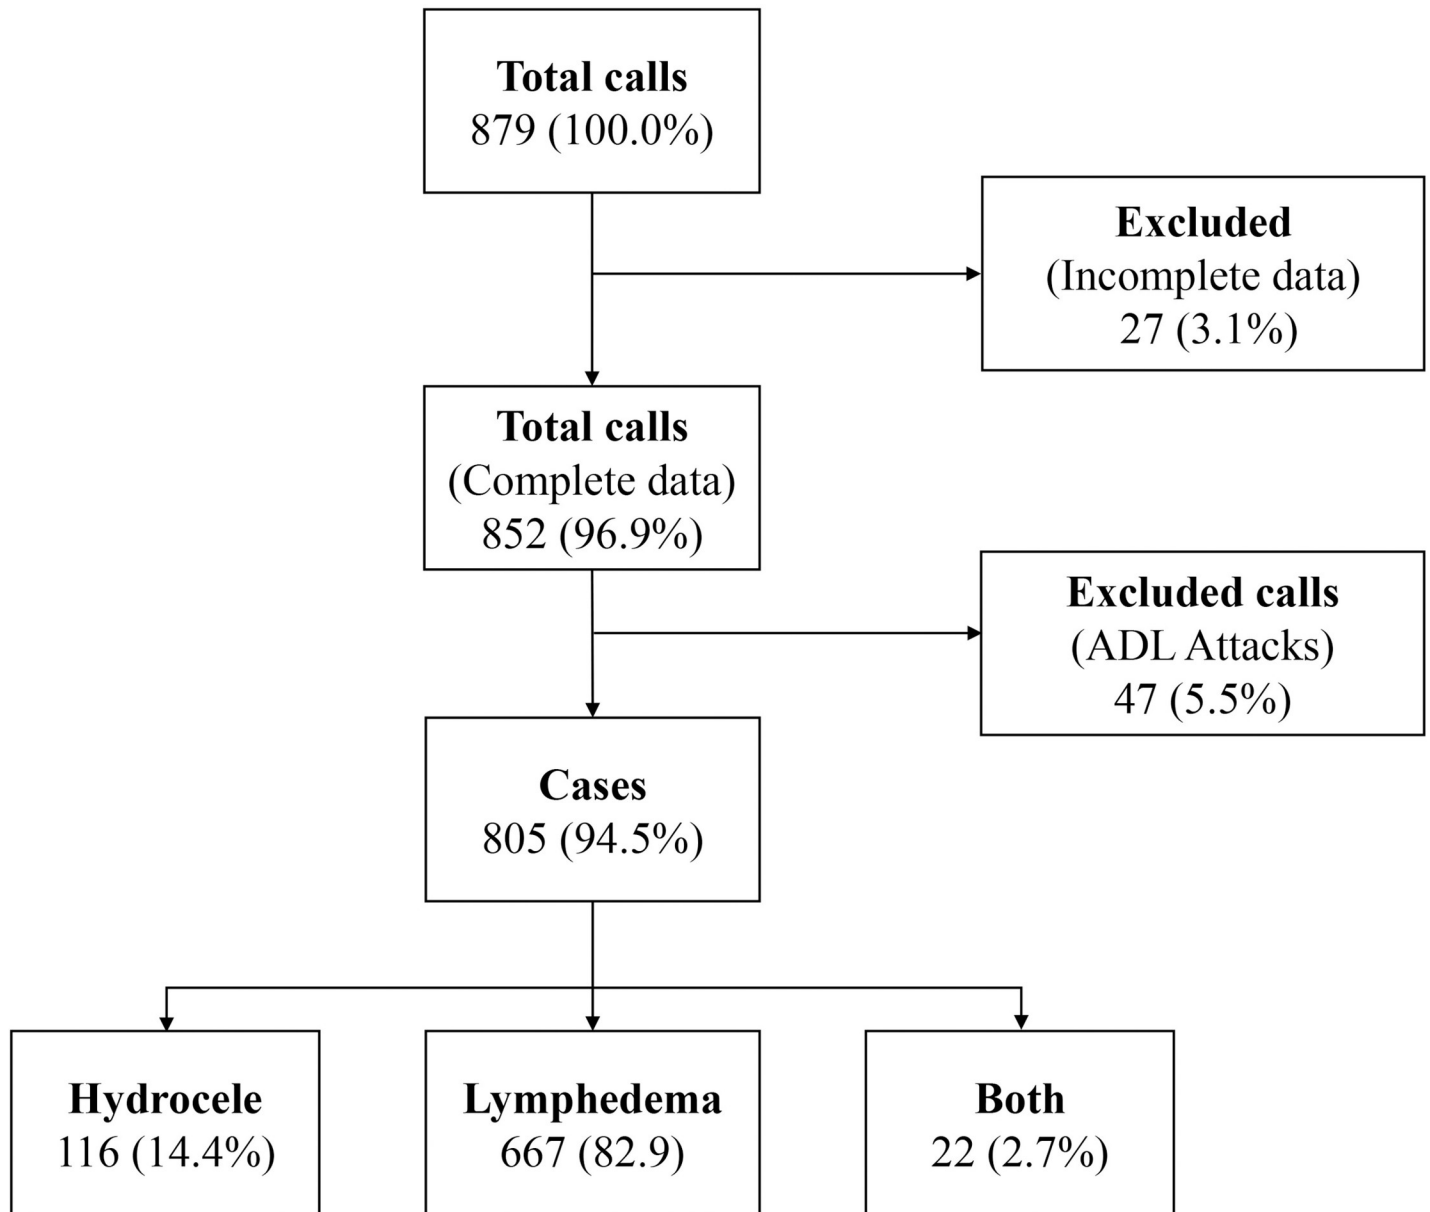 Total calls
879 (100.0%)
Excluded
(Incomplete data)
27 (3.1%)
Total calls
(Complete data)
852 (96.9%)
Excluded calls
(ADL Attacks)
47 (5.5%)
Cases
805 (94.5%)
Hydrocele
116 (14.4%)
Lymphedema
667 (82.9)
Both
22 (2.7%)